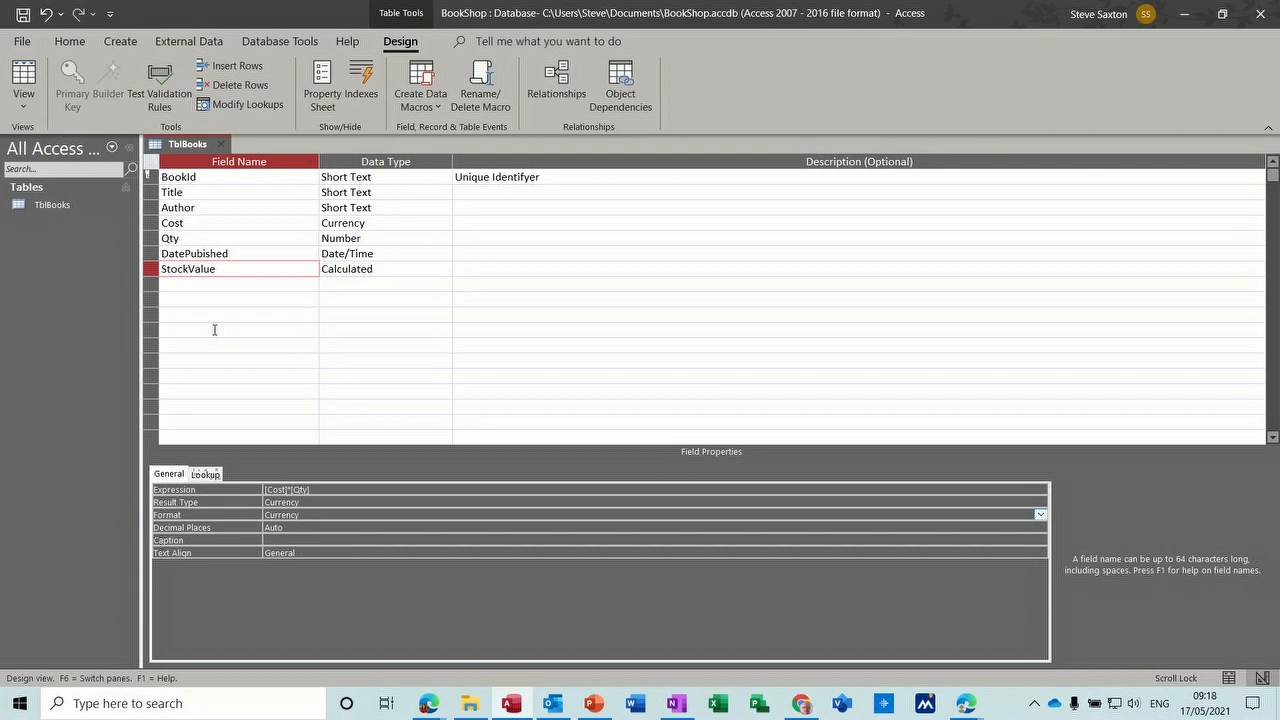 Table Tools
BookShop : Database- C:\Users\Steve\Documents\BookShop.accdb (Access 2007 - 2016 file format) - Access
Steve Saxton
SS
File Home Create External Data Database Tools Help Design Tell me what you want to do
View
Views
Primary Key
Builder
Test Validation Rules
Insert Rows
Delete Rows
Modify Lookups
Tools
Property Sheet
Indexes
Show/Hide
Create Data Macros
Rename/ Delete Macro
Field, Record & Table Events
Relationships
Object Dependencies
Relationships
All Access ...
Search...
Tables
TblBooks
TblBooks
Field Name Data Type Description (Optional)
BookId Short Text Unique Identifyer
Title Short Text
Author Short Text
Cost Currency
Qty Number
DatePubished Date/Time
StockValue Calculated
Field Properties
General Lookup
Expression [Cost]*[Qty]
Result Type Currency
Format Currency
Decimal Places Auto
Caption
Text Align General
A field name can be up to 64 characters long,
including spaces. Press F1 for help on field names.
Design view. F6 = Switch panes. F1 = Help.
Scroll Lock
Type here to search
ENG
09:18
17/05/2021